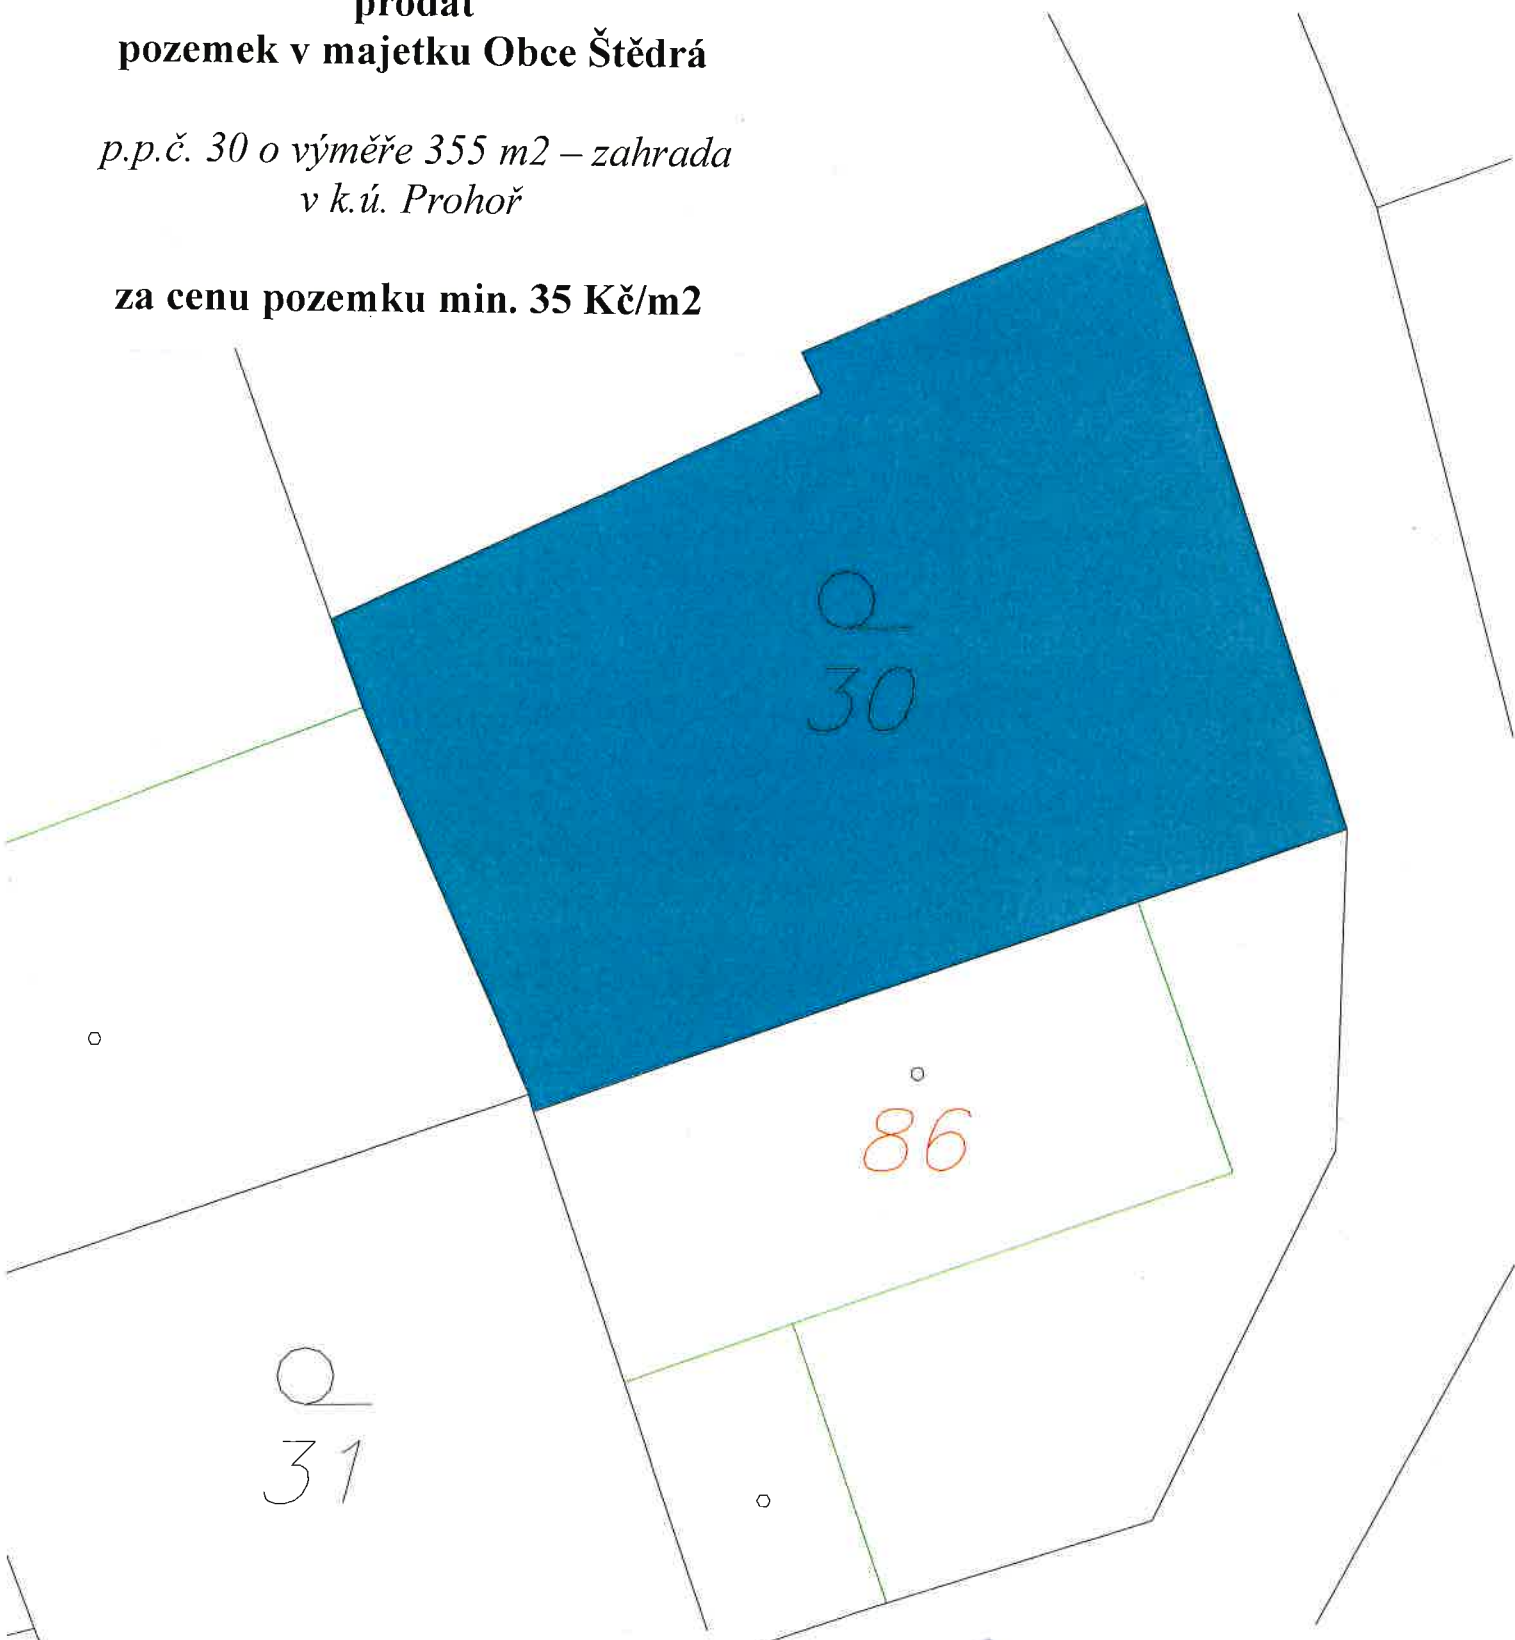 prodat
pozemek v majetku Obce Štědrá
p.p.č. 30 o výměře 355 m2 – zahrada
v k.ú. Prohoř
za cenu pozemku min. 35 Kč/m2
30
86
31